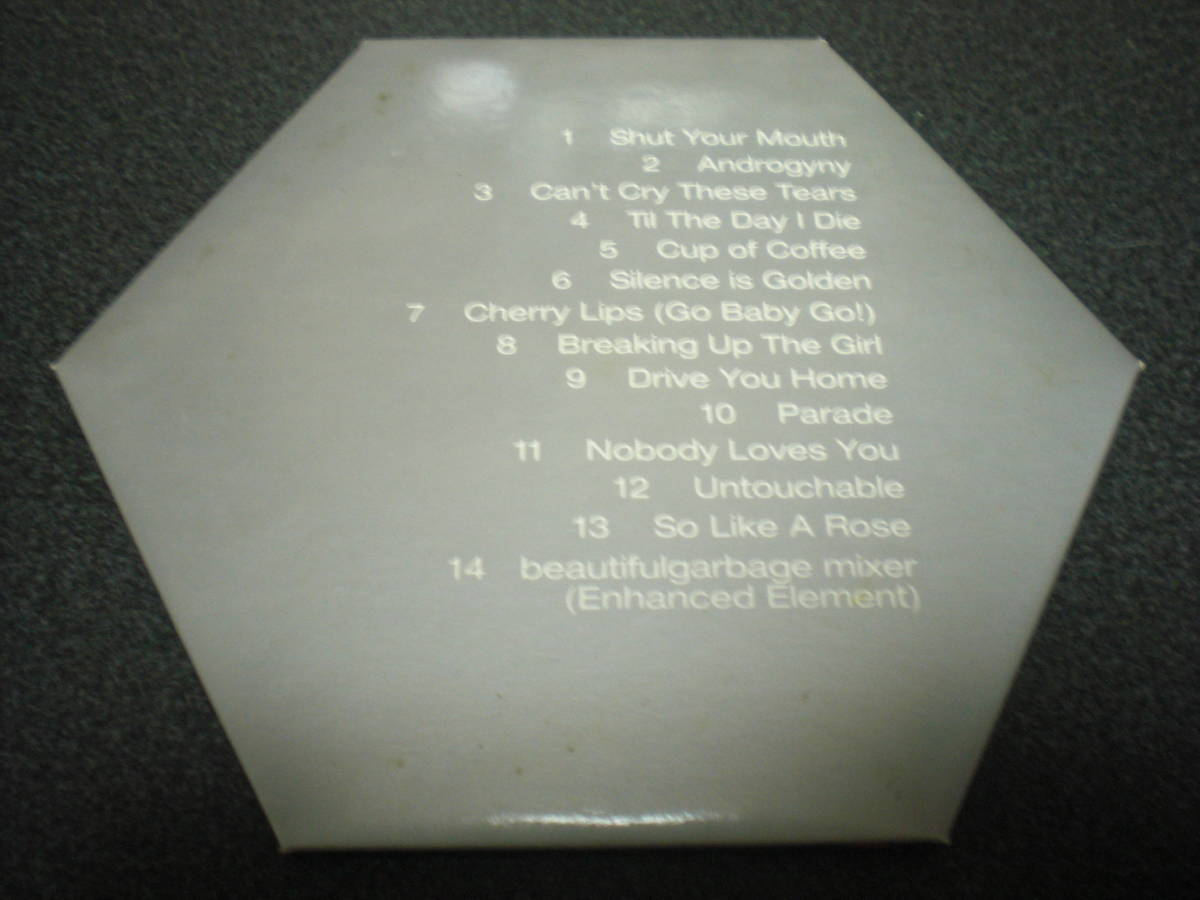 1 Shut Your Mouth
2 Androgyny
3 Can't Cry These Tears
4 Til The Day I Die
5 Cup of Coffee
6 Silence is Golden
7 Cherry Lips (Go Baby Go!)
8 Breaking Up The Girl
9 Drive You Home
10 Parade
11 Nobody Loves You
12 Untouchable
13 So Like A Rose
14 beautifulgarbage mixer
(Enhanced Element)